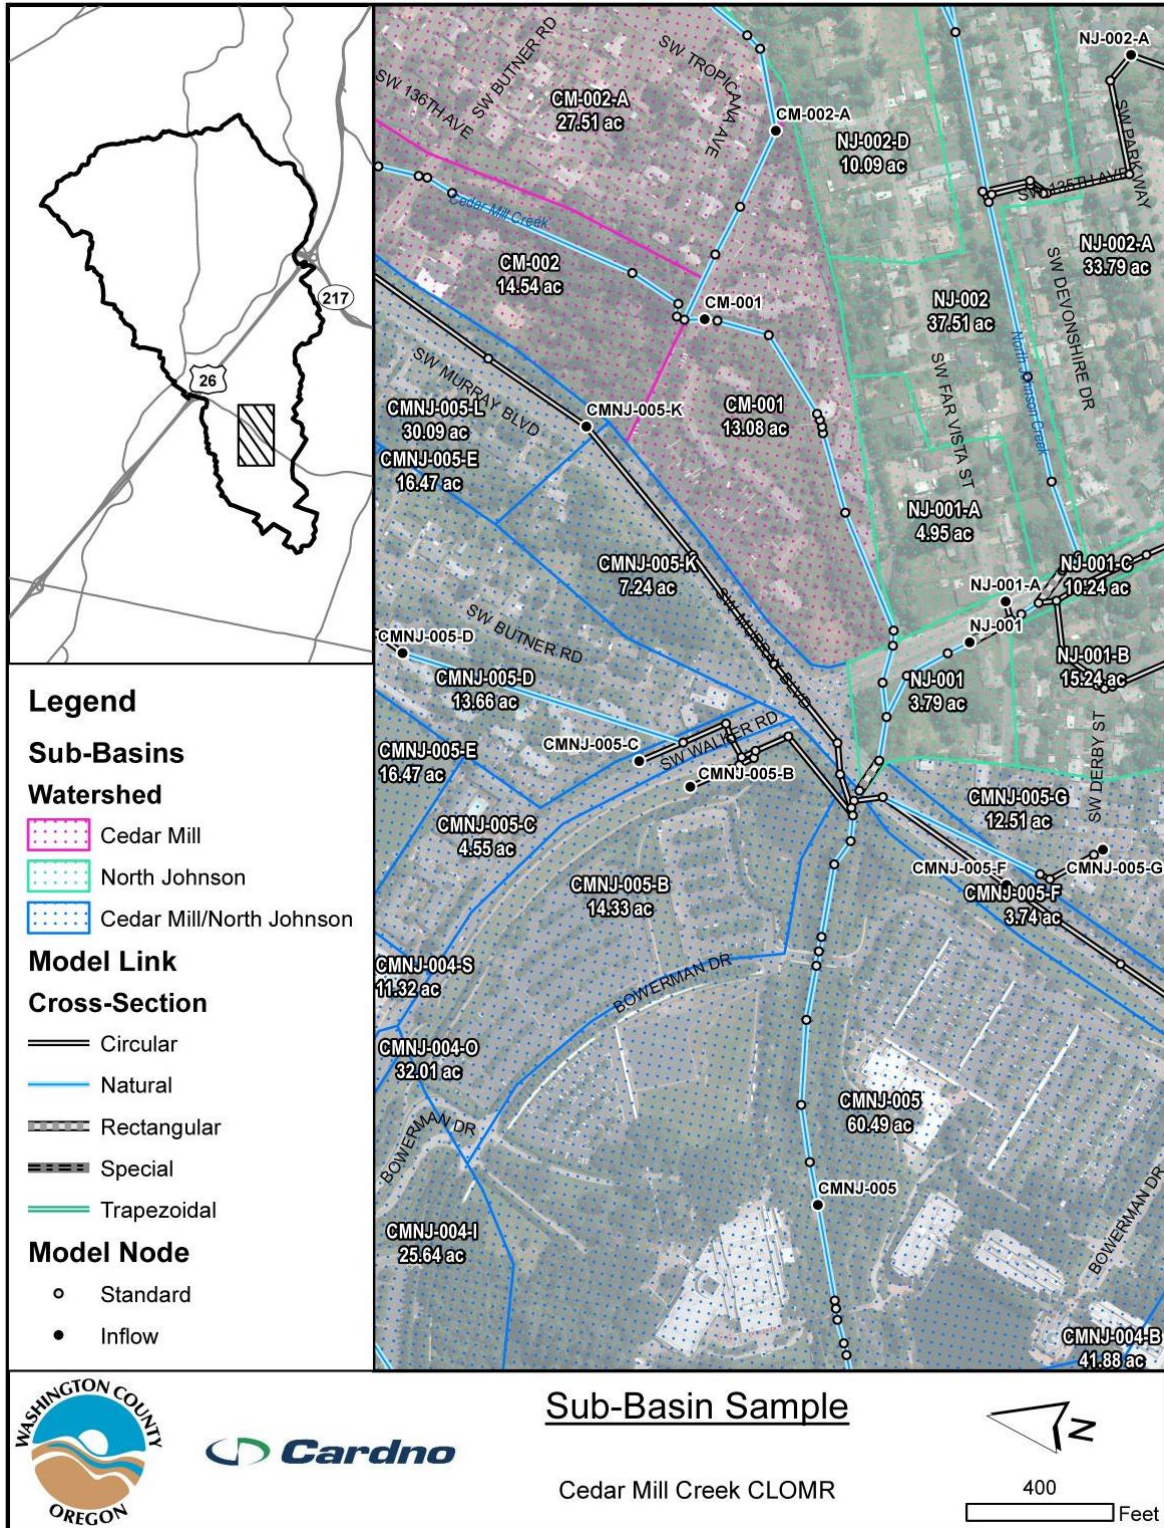 217
26
Legend
Sub-Basins
Watershed
Cedar Mill
North Johnson
Cedar Mill/North Johnson
Model Link
Cross-Section
Circular
Natural
Rectangular
Special
Trapezoidal
Model Node
Standard
Inflow
SW BUTNER RD
SW TROPICANA AVE
SW 136TH AVE
CM-002-A
27.51 ac
CM-002-A
NJ-002-A
NJ-002-D
10.09 ac
SW PARK WAY
SW 135TH AVE
Cedar Mill Creek
NJ-002-A
33.79 ac
CM-002
14.54 ac
CM-001
NJ-002
37.51 ac
SW DEVONSHIRE DR
North Johnson Creek
SW MURRAY BLVD
SW FAR VISTA ST
CMNJ-005-L
30.09 ac
CMNJ-005-K
CM-001
13.08 ac
CMNJ-005-E
16.47 ac
NJ-001-A
4.95 ac
CMNJ-005-K
7.24 ac
NJ-001-C
10.24 ac
NJ-001-A
SW MURRAY BLVD
SW BUTNER RD
NJ-001
CMNJ-005-D
NJ-001-B
15.24 ac
CMNJ-005-D
13.66 ac
NJ-001
3.79 ac
SW DERBY ST
CMNJ-005-E
16.47 ac
CMNJ-005-C
SW WALKER RD
CMNJ-005-B
CMNJ-005-G
12.51 ac
CMNJ-005-C
4.55 ac
CMNJ-005-F
CMNJ-005-G
CMNJ-005-B
14.33 ac
CMNJ-005-F
3.74 ac
CMNJ-004-S
11.32 ac
BOWERMAN DR
CMNJ-004-O
32.01 ac
CMNJ-005
60.49 ac
BOWERMAN DR
CMNJ-005
BOWERMAN DR
CMNJ-004-I
25.64 ac
CMNJ-004-B
41.88 ac
WASHINGTON COUNTY
OREGON
Cardno
Sub-Basin Sample
Cedar Mill Creek CLOMR
N
400
Feet